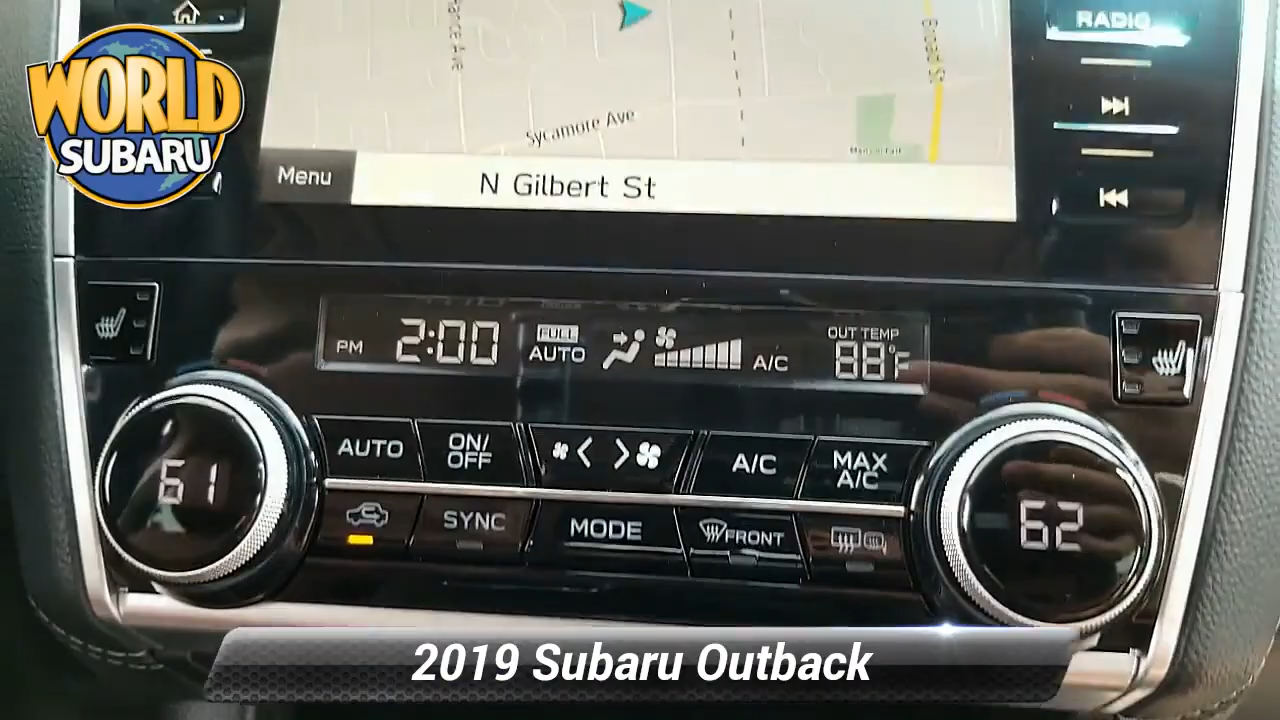 WORLD
SUBARU
RADIO
Sycamore Ave
Menu
N Gilbert St
PM 2:00
FULL
AUTO
A/C
OUT TEMP
88°F
61
AUTO
ON/
OFF
A/C
MAX
A/C
SYNC
MODE
FRONT
62
2019 Subaru Outback